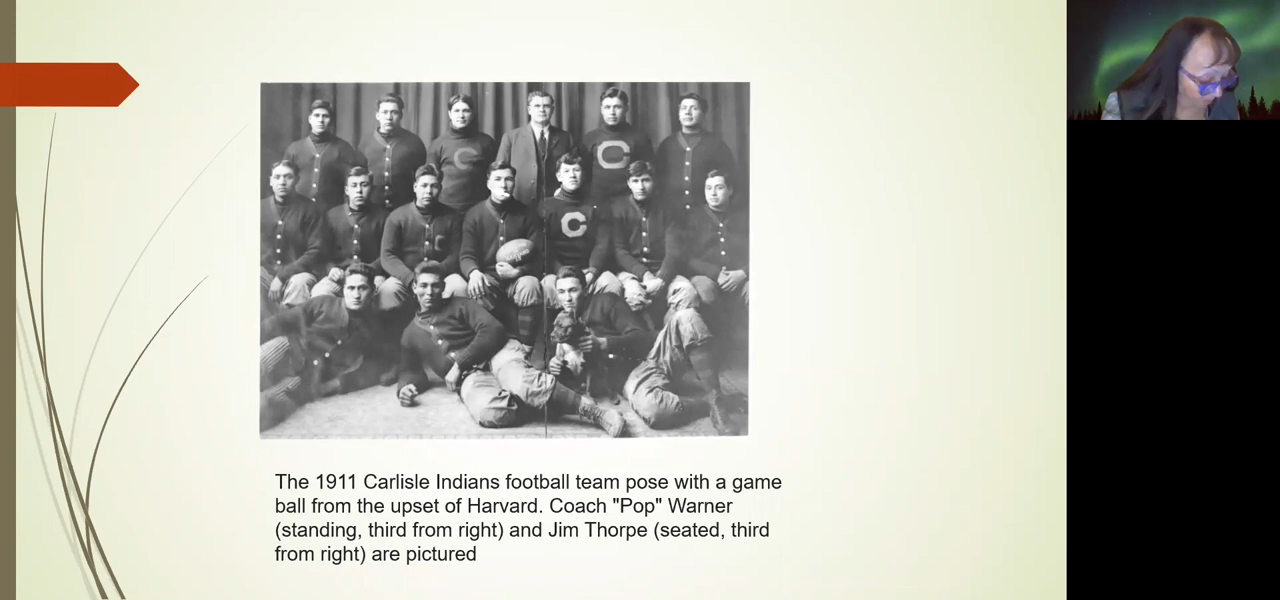 C
C
C
The 1911 Carlisle Indians football team pose with a game
ball from the upset of Harvard. Coach "Pop" Warner
(standing, third from right) and Jim Thorpe (seated, third
from right) are pictured